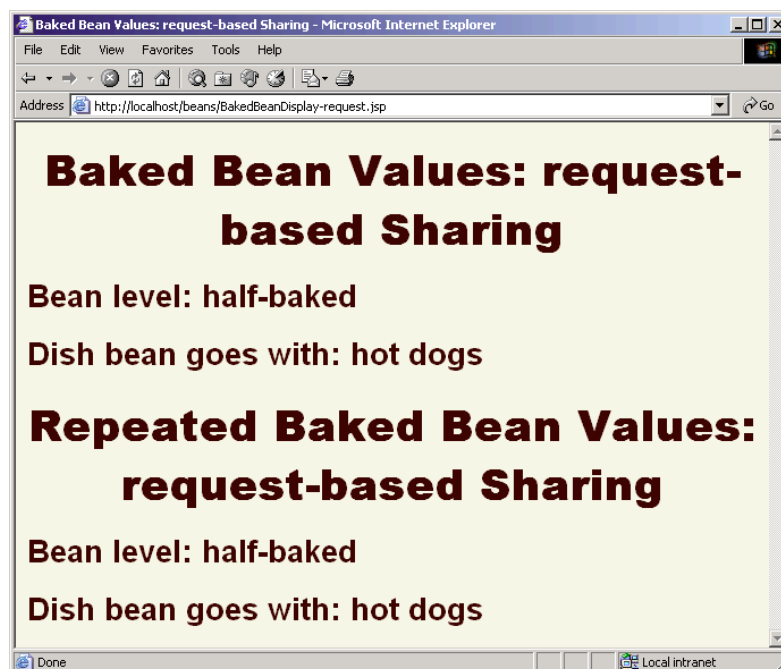 Baked Bean Values: request-based Sharing - Microsoft Internet Explorer
File Edit View Favorites Tools Help
Address http://localhost/beans/BakedBeanDisplay-request.jsp Go
Baked Bean Values: request-
based Sharing
Bean level: half-baked
Dish bean goes with: hot dogs
Repeated Baked Bean Values:
request-based Sharing
Bean level: half-baked
Dish bean goes with: hot dogs
Done Local intranet